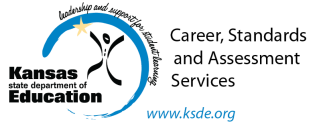 leadership and support for student learning
Kansas
state department of
Education
Career, Standards
and Assessment
Services
www.ksde.org